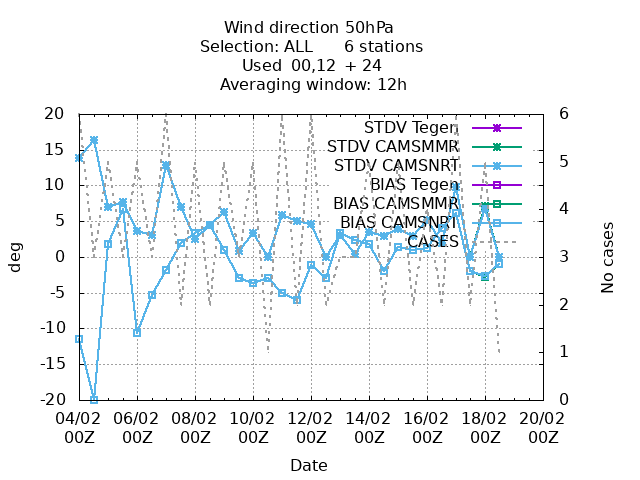 Wind direction 50hPa
Selection: ALL 6 stations
Used 00,12 + 24
Averaging window: 12h
20 15 10 5 0 -5 -10 -15 -20
deg
STDV Tegen
STDV CAMSMMR
STDV CAMSNRT
BIAS Tegen
BIAS CAMSMMR
BIAS CAMSNRT
CASES
6 5 4 3 2 1 0
No cases
04/02 06/02 08/02 10/02 12/02 14/02 16/02 18/02 20/02
00Z 00Z 00Z 00Z 00Z 00Z 00Z 00Z 00Z
Date